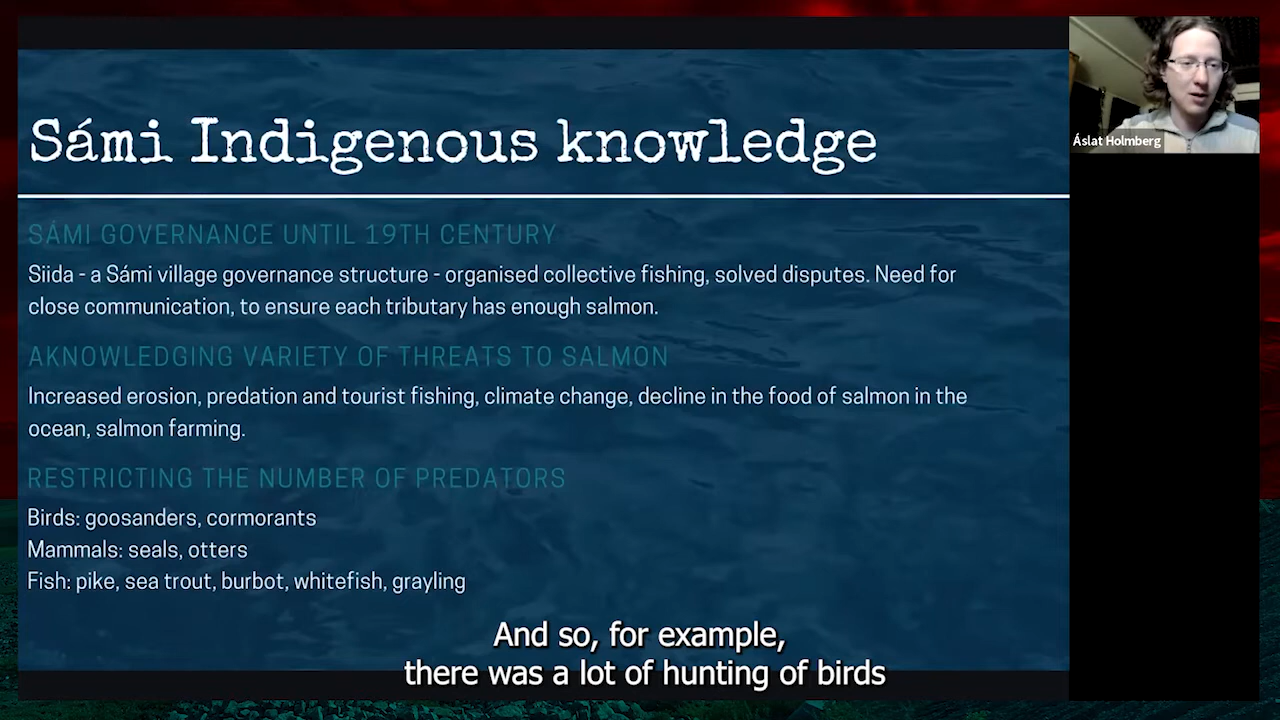 Sámi Indigenous knowledge
Áslat Holmberg
SÁMI GOVERNANCE UNTIL 19TH CENTURY
Siida - a Sámi village governance structure - organised collective fishing, solved disputes. Need for
close communication, to ensure each tributary has enough salmon.
AKNOWLEDGING VARIETY OF THREATS TO SALMON
Increased erosion, predation and tourist fishing, climate change, decline in the food of salmon in the
ocean, salmon farming.
RESTRICTING THE NUMBER OF PREDATORS
Birds: goosanders, cormorants
Mammals: seals, otters
Fish: pike, sea trout, burbot, whitefish, grayling
And so, for example,
there was a lot of hunting of birds